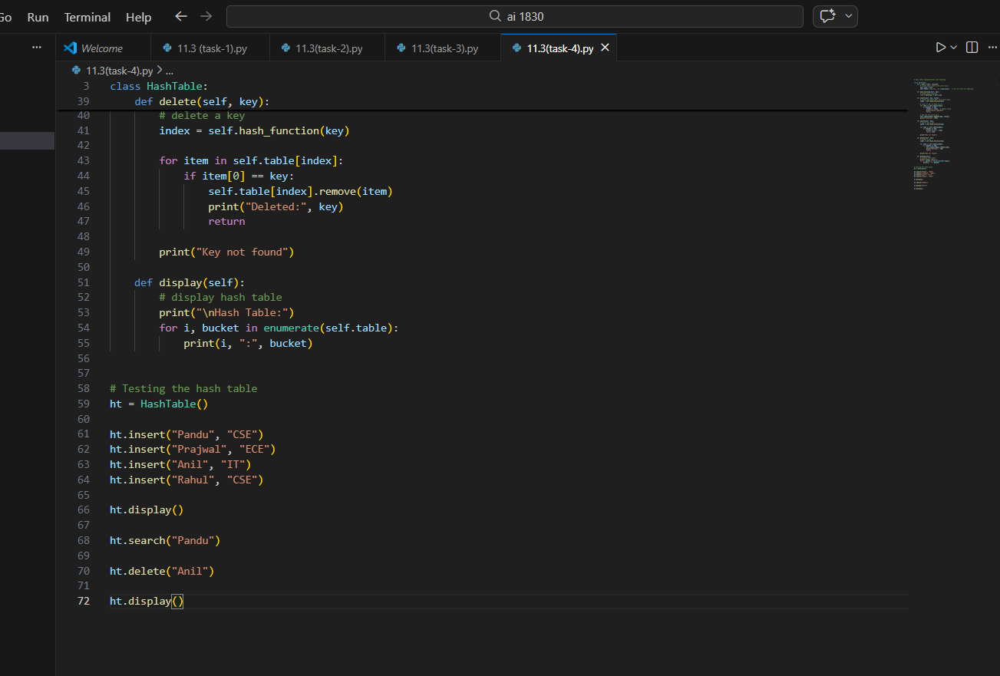 Go Run Terminal Help ai 1830
Welcome 11.3 (task-1).py 11.3(task-2).py 11.3(task-3).py 11.3(task-4).py
11.3(task-4).py > ...
3 class HashTable:
39     def delete(self, key):
40         # delete a key
41         index = self.hash_function(key)
42
43         for item in self.table[index]:
44             if item[0] == key:
45                 self.table[index].remove(item)
46                 print("Deleted:", key)
47                 return
48
49         print("Key not found")
50
51     def display(self):
52         # display hash table
53         print("\nHash Table:")
54         for i, bucket in enumerate(self.table):
55             print(i, ":", bucket)
56
57
58 # Testing the hash table
59 ht = HashTable()
60
61 ht.insert("Pandu", "CSE")
62 ht.insert("Prajwal", "ECE")
63 ht.insert("Anil", "IT")
64 ht.insert("Rahul", "CSE")
65
66 ht.display()
67
68 ht.search("Pandu")
69
70 ht.delete("Anil")
71
72 ht.display()